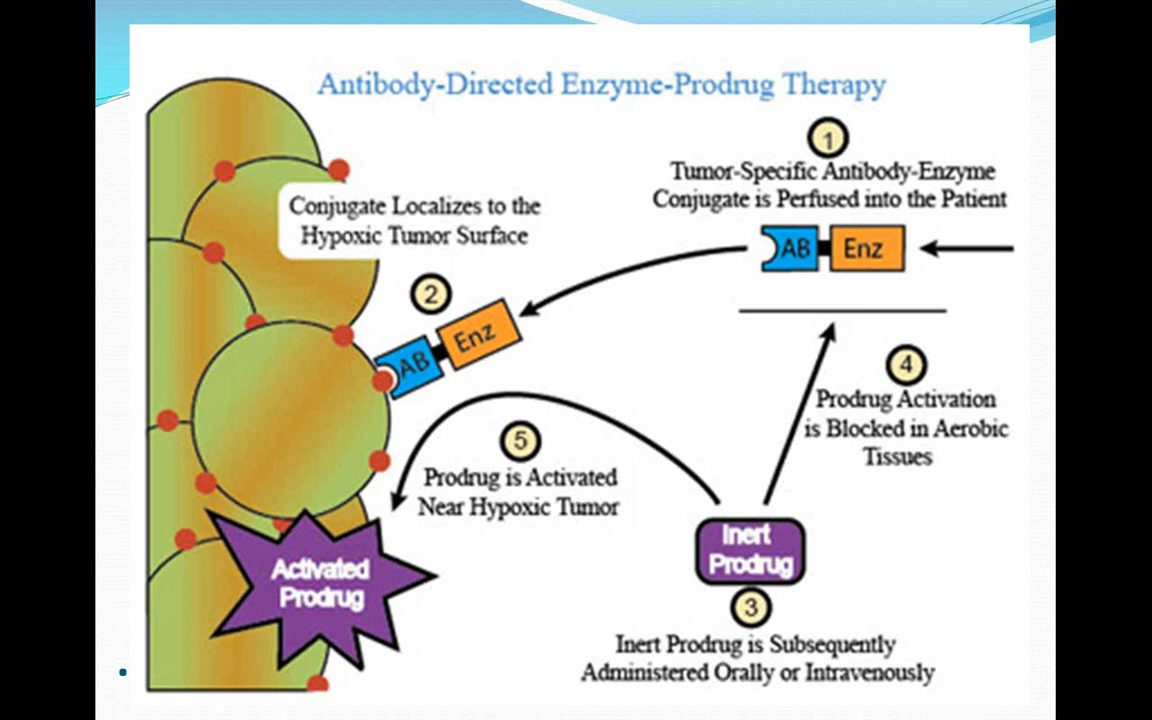 Antibody-Directed Enzyme-Prodrug Therapy
1
Tumor-Specific Antibody-Enzyme
Conjugate is Perfused into the Patient
AB Enz
Conjugate Localizes to the
Hypoxic Tumor Surface
2
AB Enz
4
Prodrug Activation
is Blocked in Aerobic
Tissues
5
Prodrug is Activated
Near Hypoxic Tumor
Inert
Prodrug
3
Inert Prodrug is Subsequently
Administered Orally or Intravenously
Activated
Prodrug